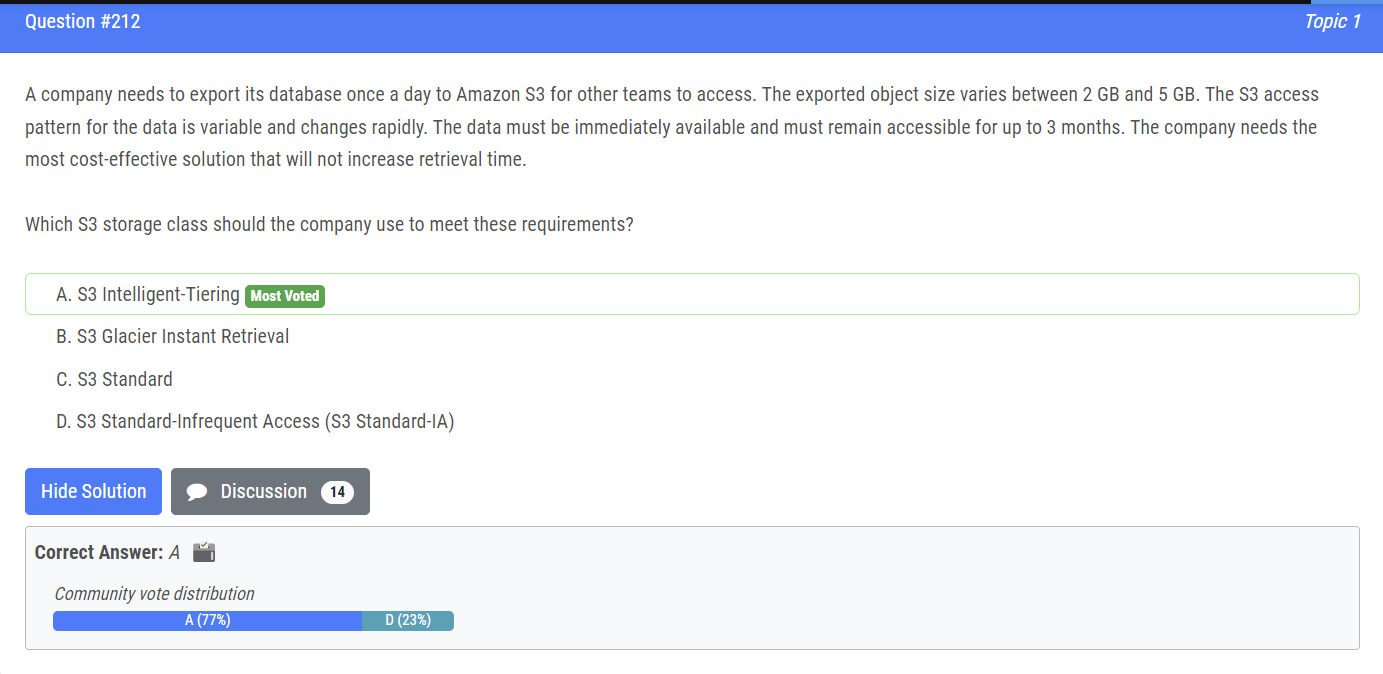 Question #212
Topic 1
A company needs to export its database once a day to Amazon S3 for other teams to access. The exported object size varies between 2 GB and 5 GB. The S3 access
pattern for the data is variable and changes rapidly. The data must be immediately available and must remain accessible for up to 3 months. The company needs the
most cost-effective solution that will not increase retrieval time.
Which S3 storage class should the company use to meet these requirements?
A. S3 Intelligent-Tiering Most Voted
B. S3 Glacier Instant Retrieval
C. S3 Standard
D. S3 Standard-Infrequent Access (S3 Standard-IA)
Hide Solution
Discussion 14
Correct Answer: A
Community vote distribution
A (77%) D (23%)